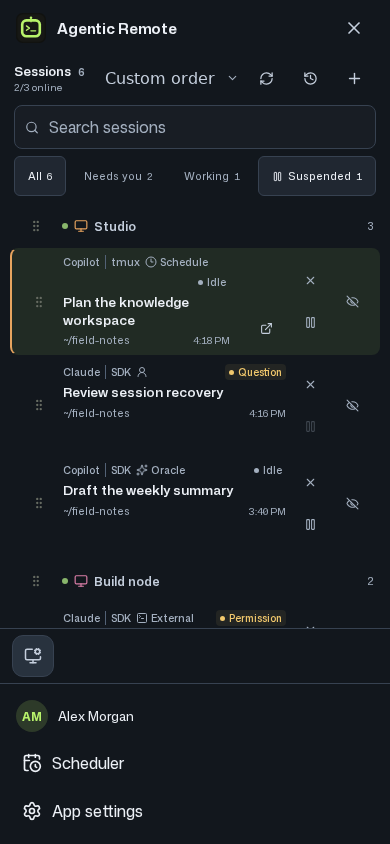 Agentic Remote
Sessions 6
2/3 online
Custom order
Search sessions
All 6
Needs you 2
Working 1
Suspended 1
Studio
3
Copilot tmux Schedule
Idle
Plan the knowledge
workspace
~/field-notes
4:18 PM
Claude SDK
Question
Review session recovery
~/field-notes
4:16 PM
Copilot SDK Oracle
Idle
Draft the weekly summary
~/field-notes
3:40 PM
Build node
2
Claude SDK External
Permission
AM
Alex Morgan
Scheduler
App settings